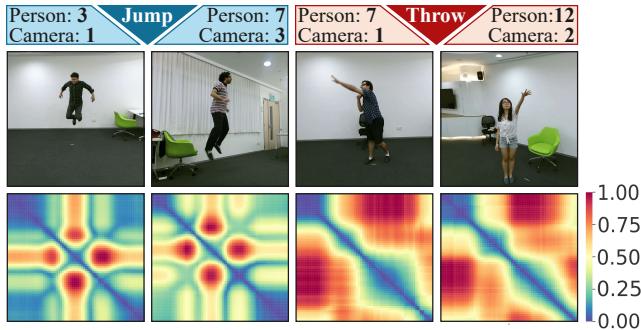 Person: 3 Jump Person: 7
Camera: 1 Camera: 3
Person: 7 Throw Person:12
Camera: 1 Camera: 2
1.00
0.75
0.50
0.25
0.00